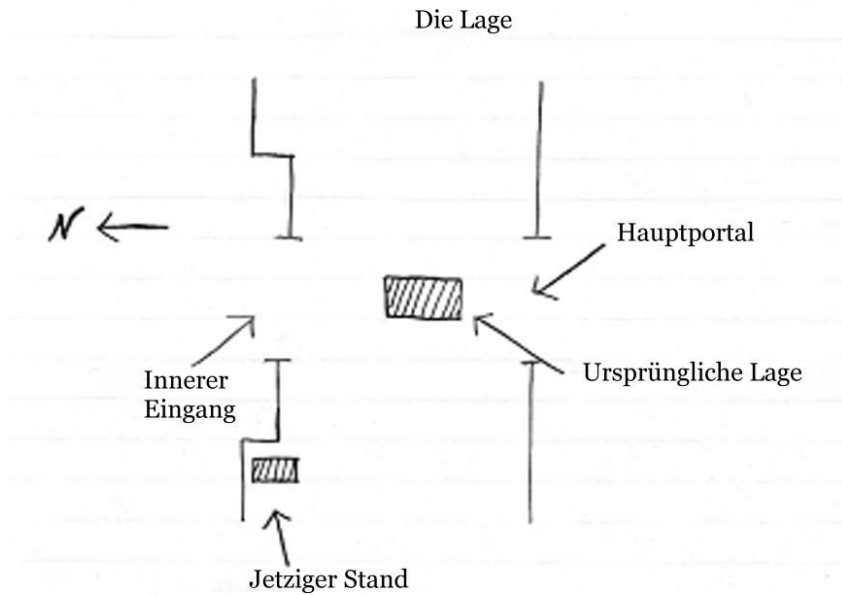 Die Lage
N
Hauptportal
Innerer
Eingang
Ursprüngliche Lage
Jetziger Stand